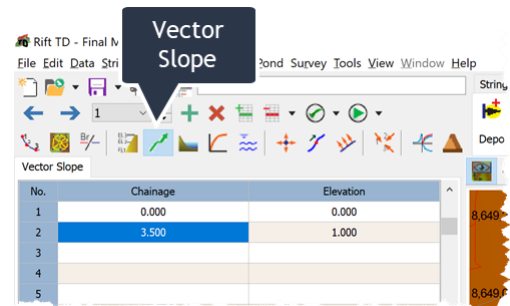 Vector
Slope
Rift TD - Final M
File Edit Data Stri Pond Survey Tools View Window Help
String
1
Br/-
Depo
Vector Slope
No. Chainage Elevation
1 0.000 0.000
2 3.500 1.000
3
4
5
8,649,
8,649,